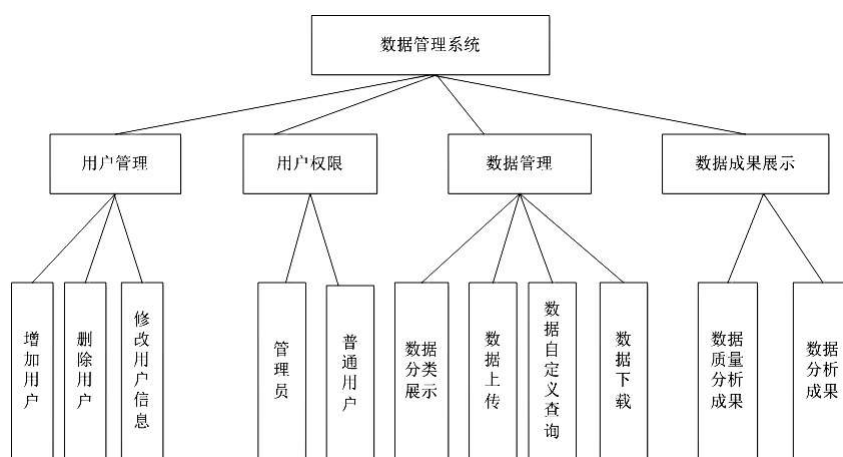 数据管理系统
用户管理
用户权限
数据管理
数据成果展示
增加用户
删除用户
修改用户信息
管理员
普通用户
数据
分类
展示
数据上传
数据自定义查询
数据下载
数据
质量
分析
成果
数据
分析
成果